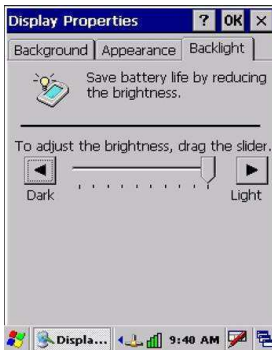 Display Properties ? OK ×
Background Appearance Backlight
Save battery life by reducing
the brightness.
To adjust the brightness, drag the slider.
Dark Light
Displa... 9:40 AM